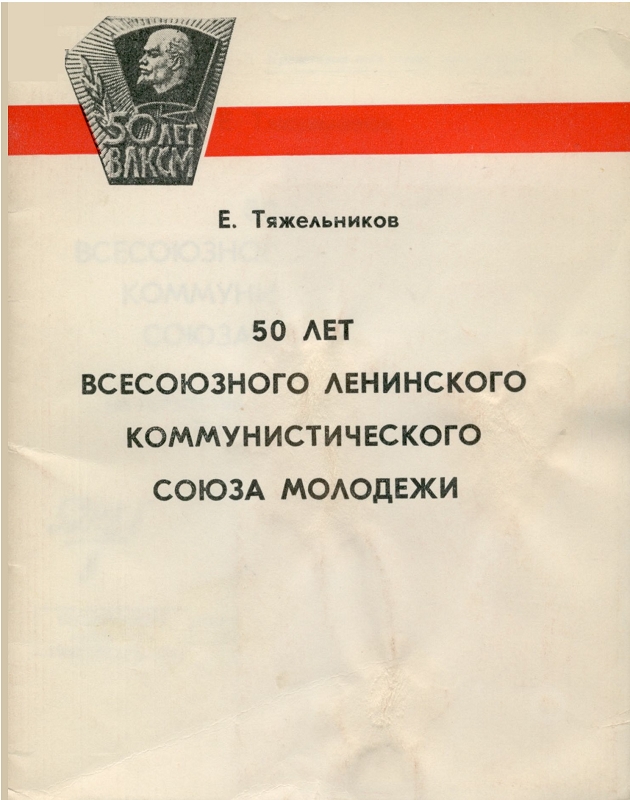 50 ЛЕТ
ВЛКСМ
Е. Тяжельников
50 ЛЕТ
ВСЕСОЮЗНОГО ЛЕНИНСКОГО
КОММУНИСТИЧЕСКОГО
СОЮЗА МОЛОДЕЖИ